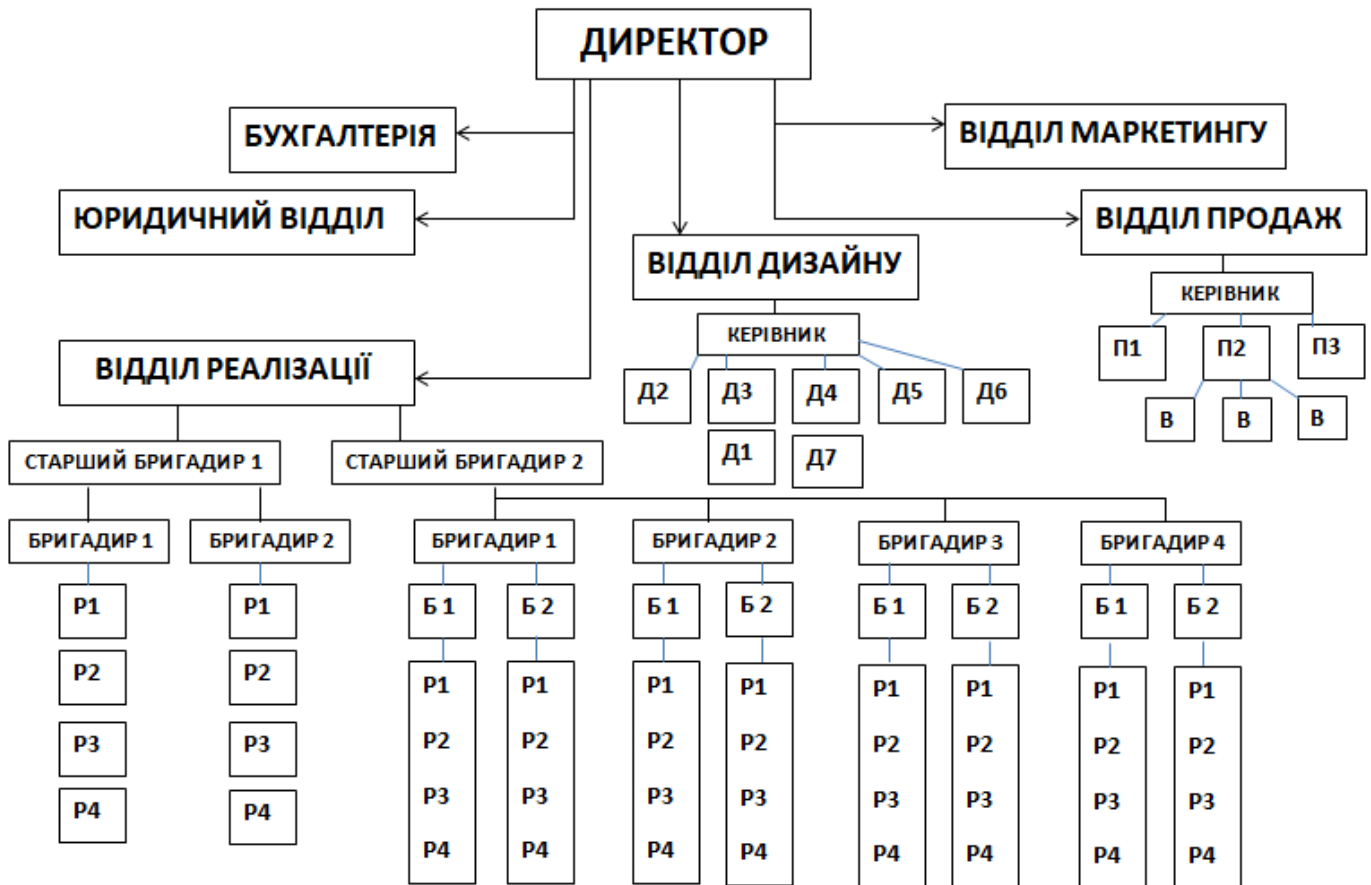 ДИРЕКТОР
БУХГАЛТЕРІЯ
ВІДДІЛ МАРКЕТИНГУ
ЮРИДИЧНИЙ ВІДДІЛ
ВІДДІЛ ПРОДАЖ
ВІДДІЛ ДИЗАЙНУ
КЕРІВНИК
КЕРІВНИК
П1 П2 П3
ВІДДІЛ РЕАЛІЗАЦІЇ
Д2 Д3 Д4 Д5 Д6
В В В
Д1 Д7
СТАРШИЙ БРИГАДИР 1
СТАРШИЙ БРИГАДИР 2
БРИГАДИР 1 БРИГАДИР 2 БРИГАДИР 1 БРИГАДИР 2 БРИГАДИР 3 БРИГАДИР 4
Р1 Р1 Б 1 Б 2 Б 1 Б 2 Б 1 Б 2 Б 1 Б 2
Р2 Р2 Р1 Р1 Р1 Р1 Р1 Р1 Р1 Р1
Р3 Р3 Р2 Р2 Р2 Р2 Р2 Р2 Р2 Р2
Р4 Р4 Р3 Р3 Р3 Р3 Р3 Р3 Р3 Р3
Р4 Р4 Р4 Р4 Р4 Р4 Р4 Р4